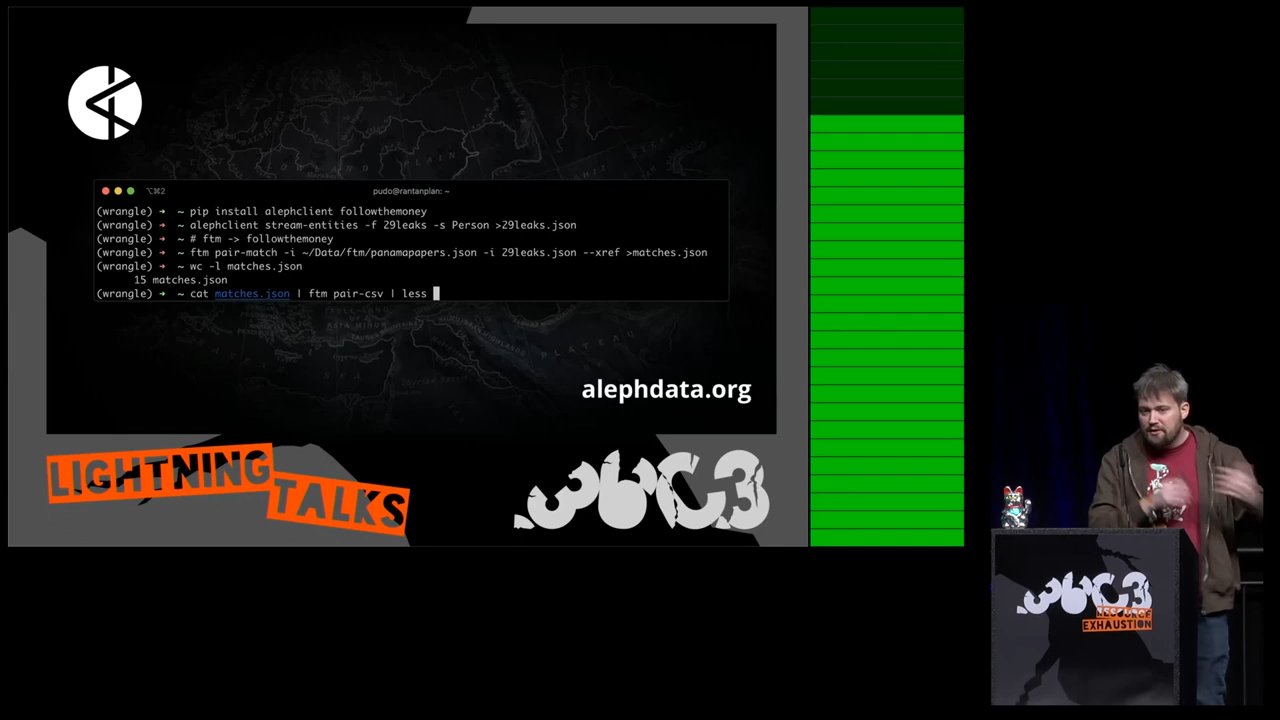 ⌥⌘2
pudo@rantanplan: ~
(wrangle) ➜ ~ pip install alephclient followthemoney
(wrangle) ➜ ~ alephclient stream-entities -f 29leaks -s Person >29leaks.json
(wrangle) ➜ ~ # ftm -> followthemoney
(wrangle) ➜ ~ ftm pair-match -i ~/Data/ftm/panamapapers.json -i 29leaks.json --xref >matches.json
(wrangle) ➜ ~ wc -l matches.json
15 matches.json
(wrangle) ➜ ~ cat matches.json | ftm pair-csv | less
alephdata.org
LIGHTNING
TALKS
36C3
36C3
RESOURCE
EXHAUSTION